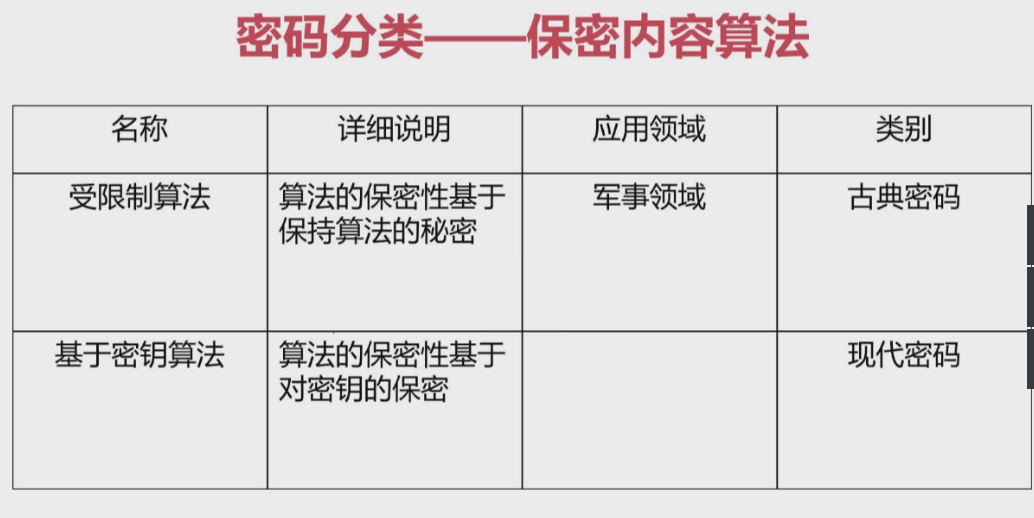 密码分类——保密内容算法
名称 详细说明 应用领域 类别
受限制算法 算法的保密性基于 军事领域 古典密码
保持算法的秘密
基于密钥算法 算法的保密性基于 现代密码
对密钥的保密